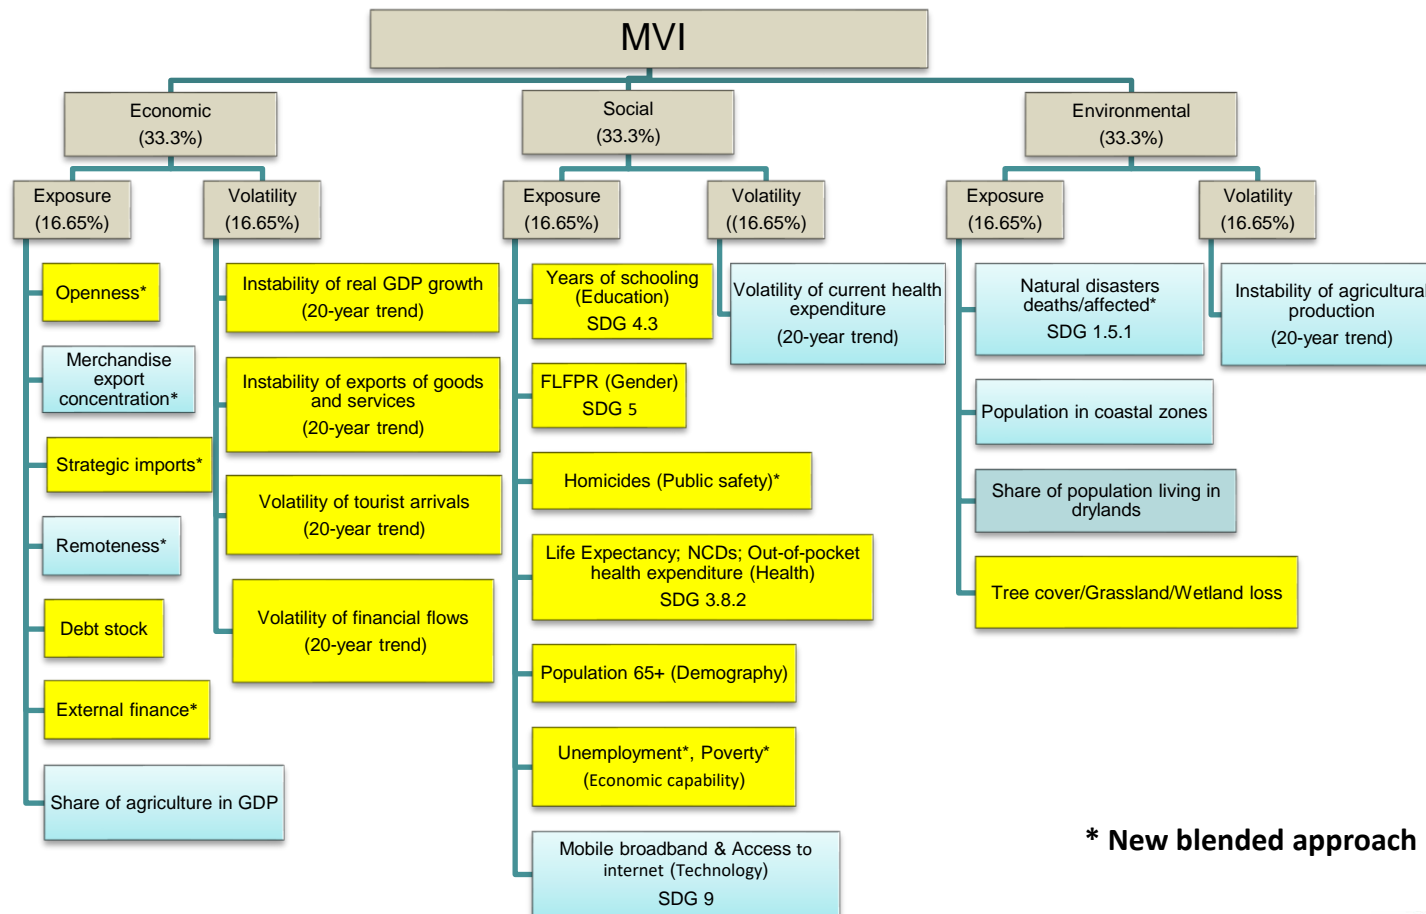 MVI
Economic
(33.3%)
Social
(33.3%)
Environmental
(33.3%)
Exposure
(16.65%)
Volatility
(16.65%)
Exposure
(16.65%)
Volatility
((16.65%)
Exposure
(16.65%)
Volatility
(16.65%)
Openness*
Merchandise
export
concentration*
Strategic imports*
Remoteness*
Debt stock
External finance*
Share of agriculture in GDP
Instability of real GDP growth
(20-year trend)
Instability of exports of goods
and services
(20-year trend)
Volatility of tourist arrivals
(20-year trend)
Volatility of financial flows
(20-year trend)
Years of schooling
(Education)
SDG 4.3
FLFPR (Gender)
SDG 5
Homicides (Public safety)*
Life Expectancy; NCDs; Out-of-pocket
health expenditure (Health)
SDG 3.8.2
Population 65+ (Demography)
Unemployment*, Poverty*
(Economic capability)
Mobile broadband & Access to
internet (Technology)
SDG 9
Volatility of current health
expenditure
(20-year trend)
Natural disasters
deaths/affected*
SDG 1.5.1
Population in coastal zones
Share of population living in
drylands
Tree cover/Grassland/Wetland loss
Instability of agricultural
production
(20-year trend)
* New blended approach